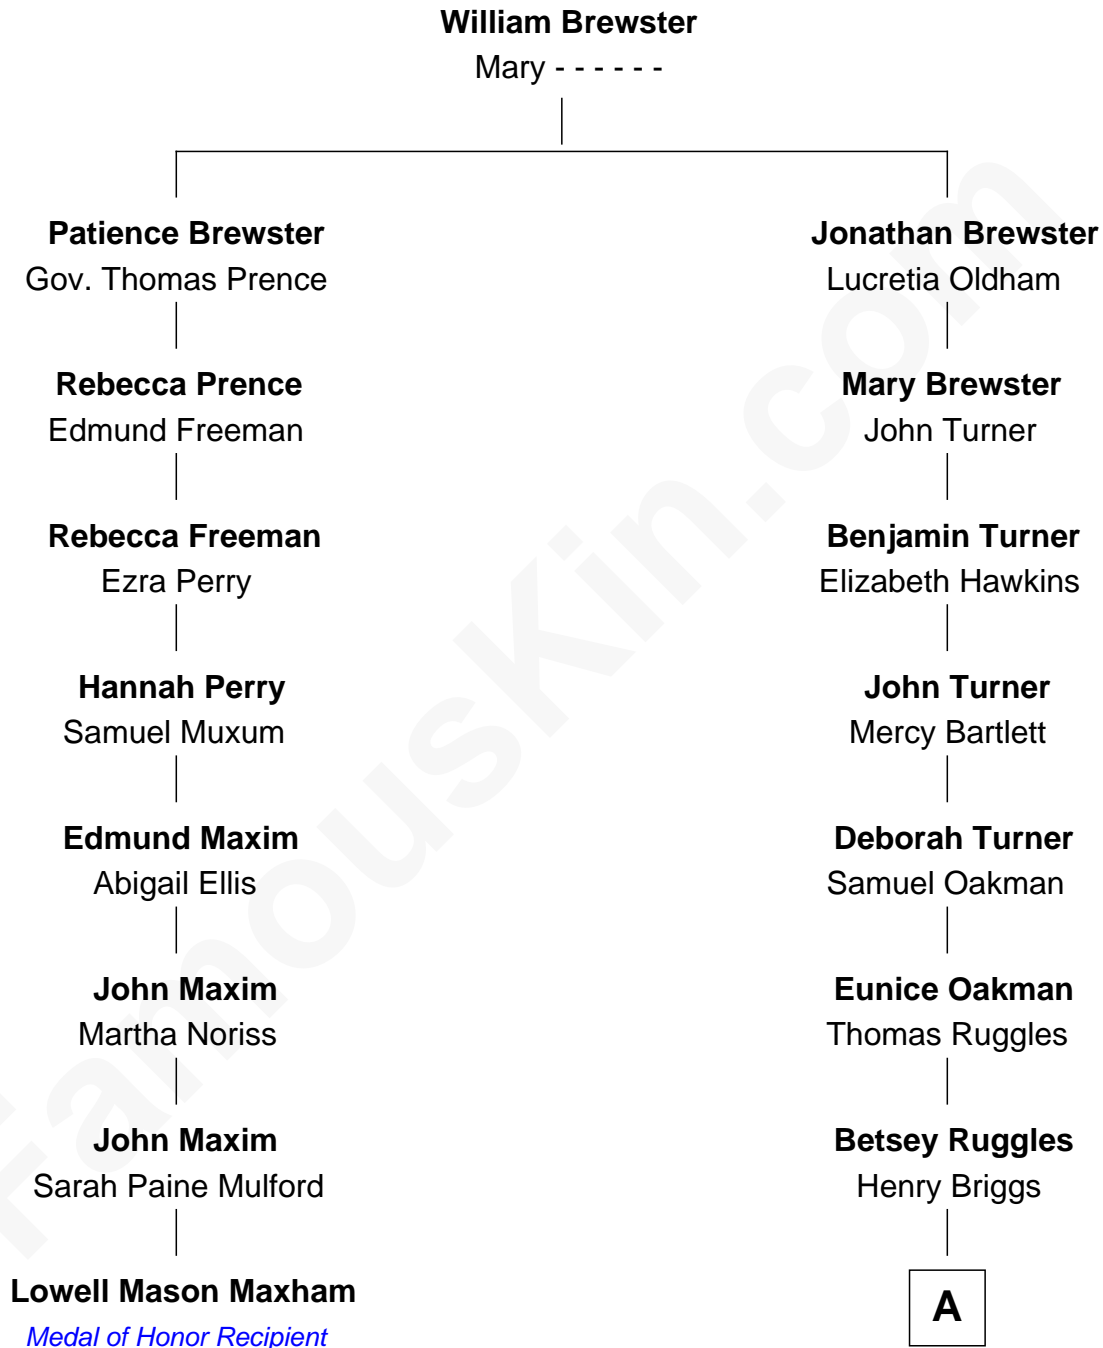 William Brewster
Mary - - - - - -
Patience Brewster
Gov. Thomas Prence
Jonathan Brewster
Lucretia Oldham
Rebecca Prence
Edmund Freeman
Mary Brewster
John Turner
Rebecca Freeman
Ezra Perry
Benjamin Turner
Elizabeth Hawkins
Hannah Perry
Samuel Muxum
John Turner
Mercy Bartlett
Edmund Maxim
Abigail Ellis
Deborah Turner
Samuel Oakman
John Maxim
Martha Noriss
Eunice Oakman
Thomas Ruggles
John Maxim
Sarah Paine Mulford
Betsey Ruggles
Henry Briggs
Lowell Mason Maxham
Medal of Honor Recipient
A
FamousKin.com